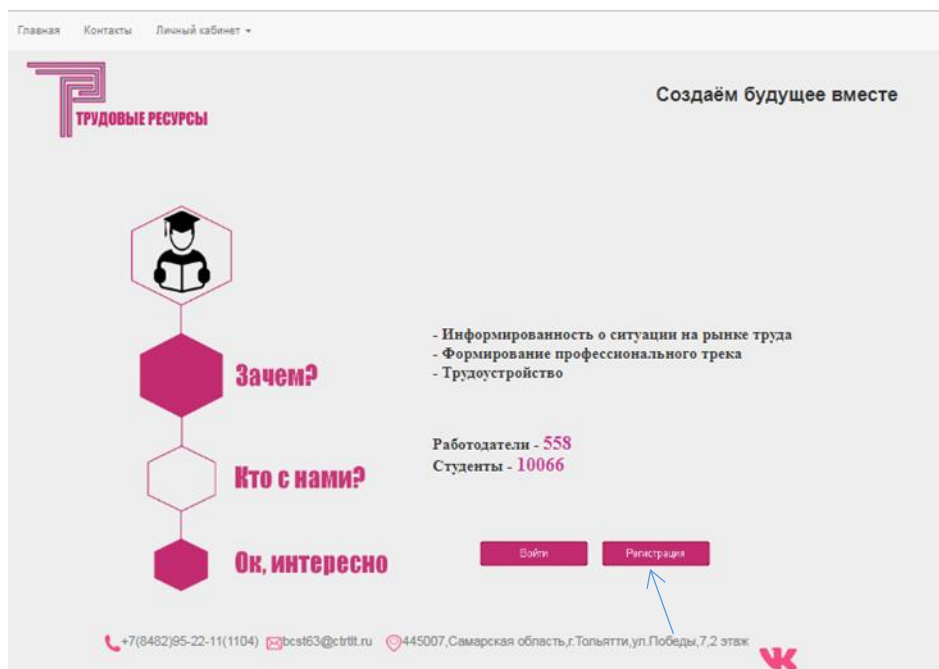 Главная Контакты Личный кабинет
ТРУДОВЫЕ РЕСУРСЫ
Создаём будущее вместе
Зачем?
- Информированность о ситуации на рынке труда
- Формирование профессионального трека
- Трудоустройство
Кто с нами?
Работодатели - 558
Студенты - 10066
Ок, интересно
Войти Регистрация
+7(8482)95-22-11(1104) bcst63@ctrtlt.ru 445007,Самарская область,г.Тольятти,ул.Победы,7,2 этаж